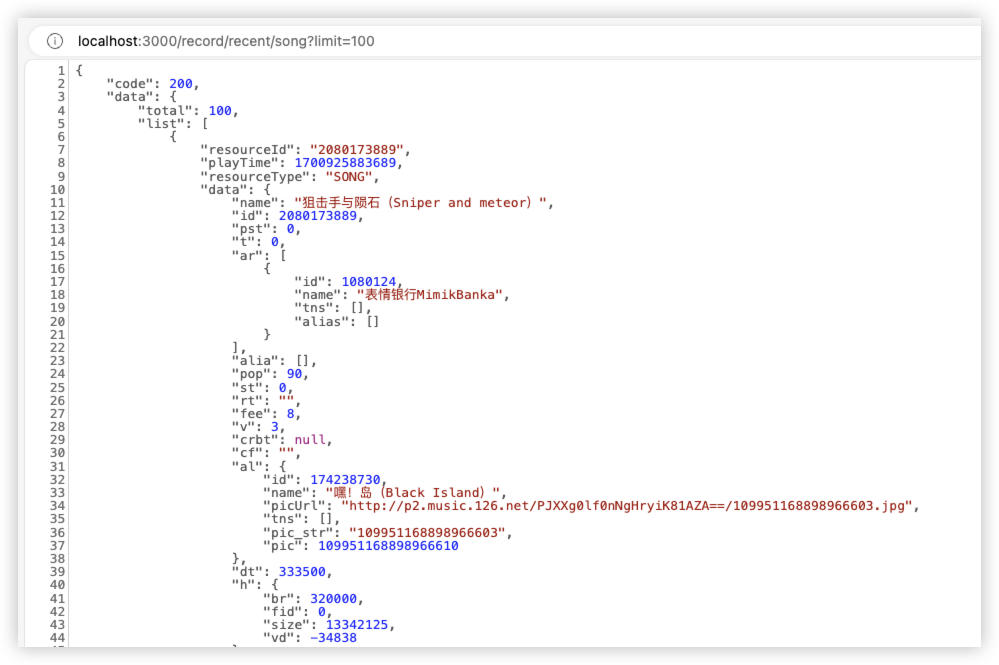 localhost:3000/record/recent/song?limit=100
1 {
2 "code": 200,
3 "data": {
4 "total": 100,
5 "list": [
6 {
7 "resourceId": "2080173889",
8 "playTime": 1700925883689,
9 "resourceType": "SONG",
10 "data": {
11 "name": "狙击手与陨石（Sniper and meteor）",
12 "id": 2080173889,
13 "pst": 0,
14 "t": 0,
15 "ar": [
16 {
17 "id": 1080124,
18 "name": "表情银行MimikBanka",
19 "tns": [],
20 "alias": []
21 }
22 ],
23 "alia": [],
24 "pop": 90,
25 "st": 0,
26 "rt": "",
27 "fee": 8,
28 "v": 3,
29 "crbt": null,
30 "cf": "",
31 "al": {
32 "id": 174238730,
33 "name": "嘿！岛（Black Island）",
34 "picUrl": "http://p2.music.126.net/PJXXg0lf0nNgHryiK81AZA==/109951168898966603.jpg",
35 "tns": [],
36 "pic_str": "109951168898966603",
37 "pic": 109951168898966610
38 },
39 "dt": 333500,
40 "h": {
41 "br": 320000,
42 "fid": 0,
43 "size": 13342125,
44 "vd": -34838